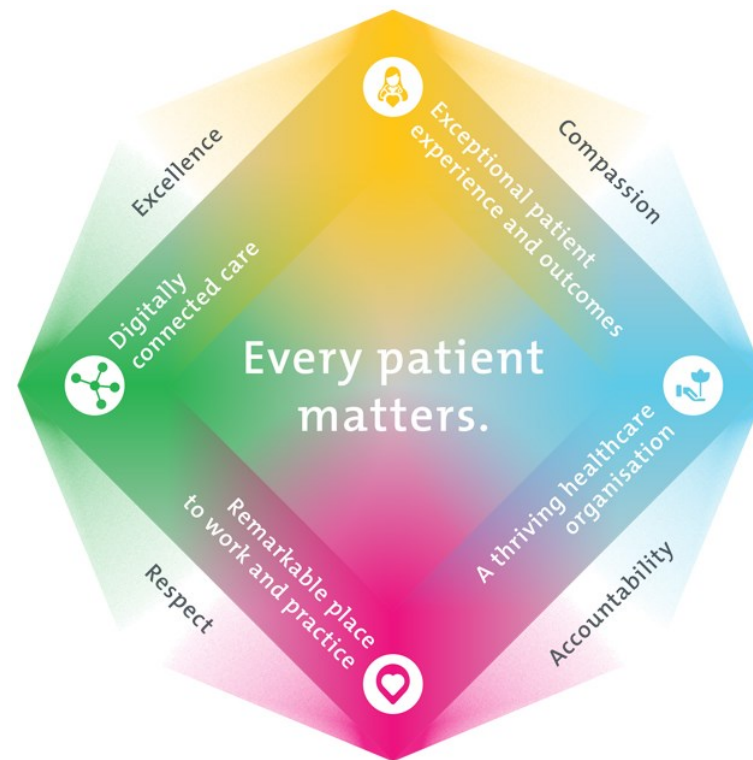 Excellence
Compassion
Exceptional patient
experience and outcomes
Digitally
connected care
Every patient
matters.
A thriving healthcare
organisation
Remarkable place
to work and practice
Respect
Accountability